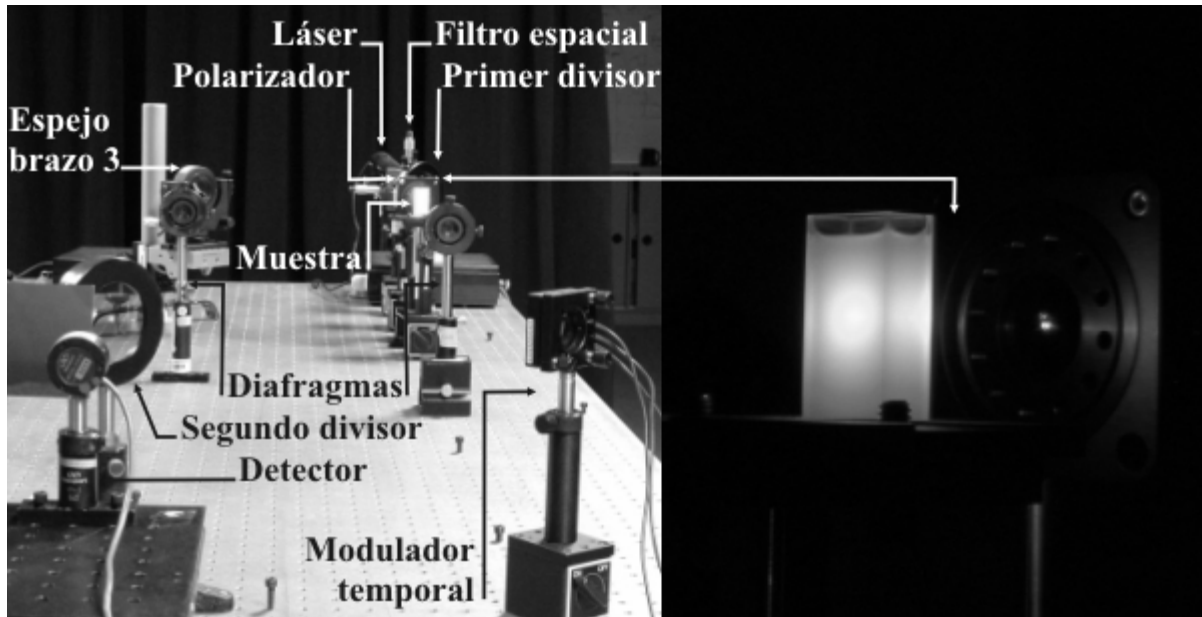 Láser
Filtro espacial
Polarizador
Primer divisor
Espejo
brazo 3
Muestra
Diafragmas
Segundo divisor
Detector
Modulador
temporal